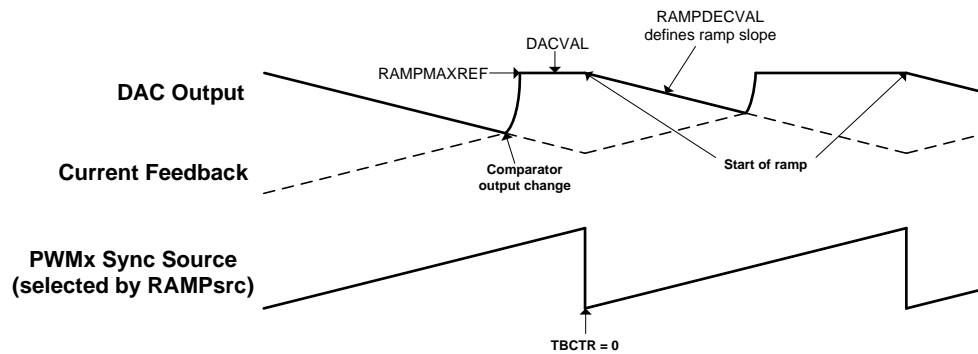 RAMPDECVAL
defines ramp slope
DACVAL
RAMPMAXREF
DAC Output
Comparator
output change
Start of ramp
Current Feedback
PWMx Sync Source
(selected by RAMPsrc)
TBCTR = 0